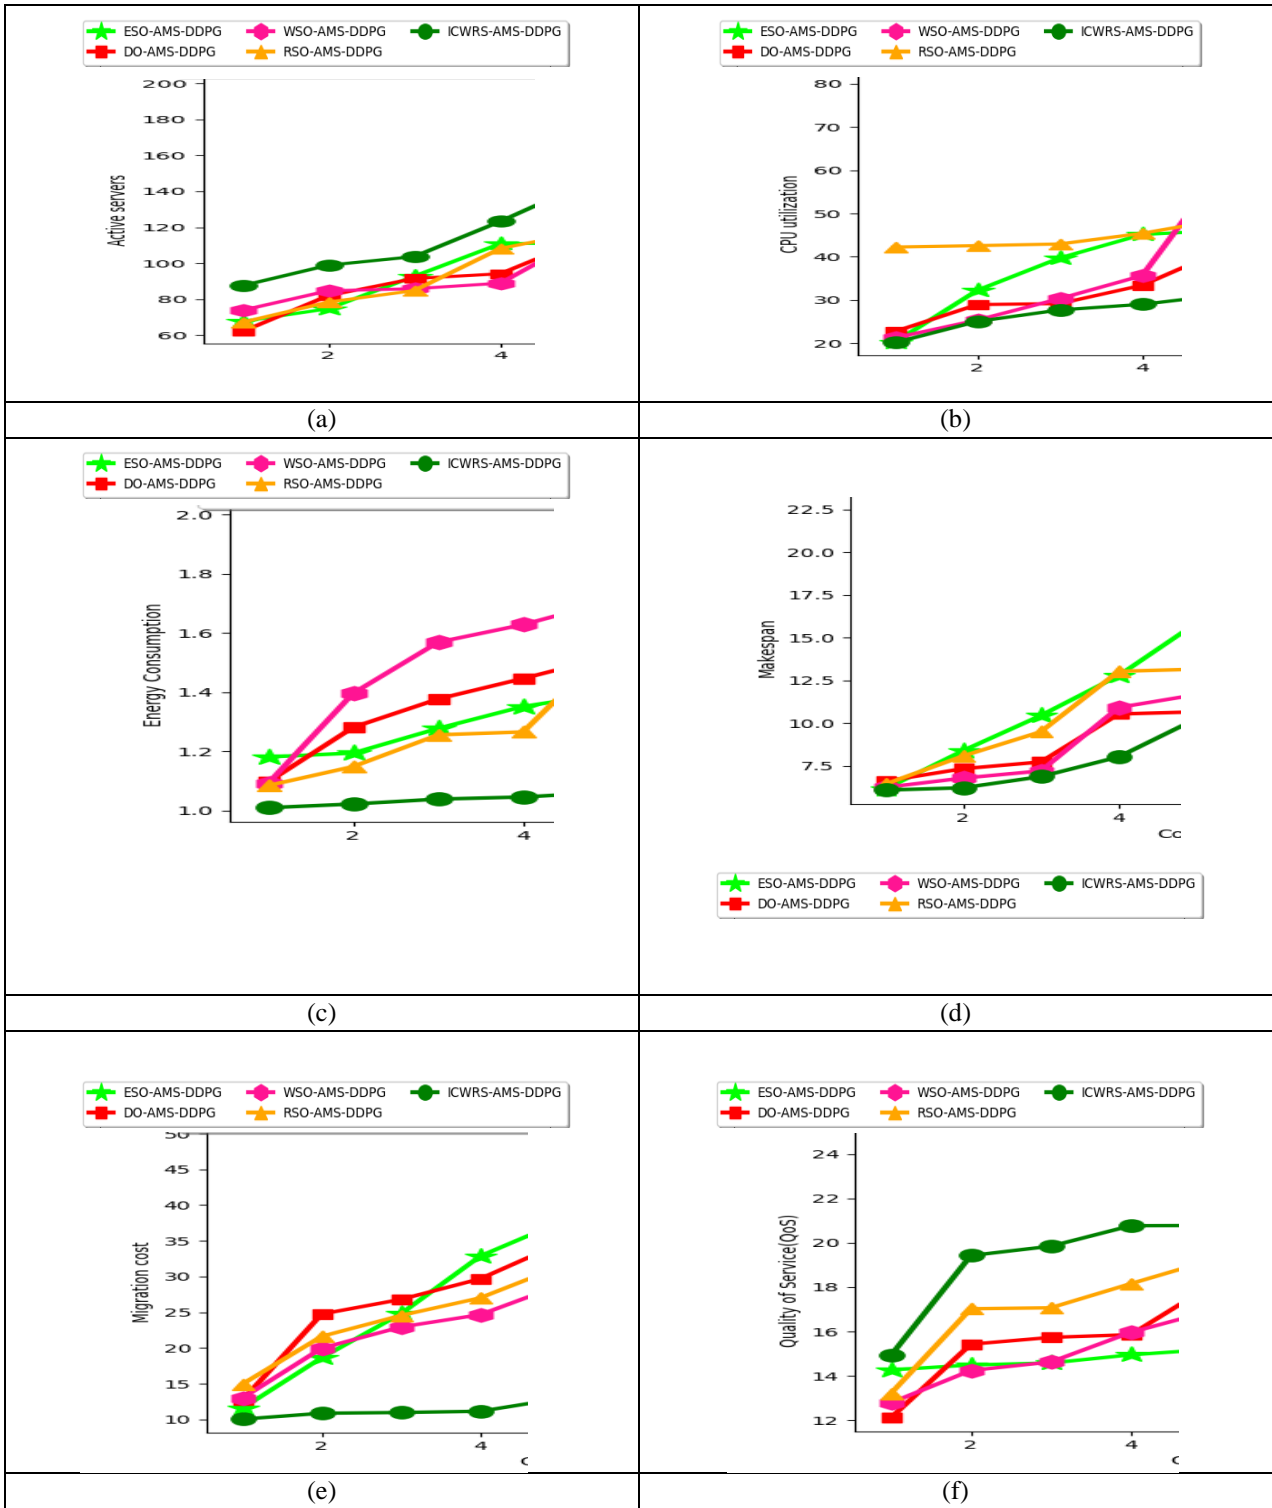 ESO-AMS-DDPG WSO-AMS-DDPG ICWRS-AMS-DDPG
DO-AMS-DDPG RSO-AMS-DDPG
200
180
160
140
120
100
80
60
Active servers
2 4
(a)
ESO-AMS-DDPG WSO-AMS-DDPG ICWRS-AMS-DDPG
DO-AMS-DDPG RSO-AMS-DDPG
80
70
60
50
40
30
20
CPU utilization
2 4
(b)
ESO-AMS-DDPG WSO-AMS-DDPG ICWRS-AMS-DDPG
DO-AMS-DDPG RSO-AMS-DDPG
2.0
1.8
1.6
1.4
1.2
1.0
Energy Consumption
2 4
(c)
22.5
20.0
17.5
15.0
12.5
10.0
7.5
Makespan
2 4
Co
ESO-AMS-DDPG WSO-AMS-DDPG ICWRS-AMS-DDPG
DO-AMS-DDPG RSO-AMS-DDPG
(d)
ESO-AMS-DDPG WSO-AMS-DDPG ICWRS-AMS-DDPG
DO-AMS-DDPG RSO-AMS-DDPG
50
45
40
35
30
25
20
15
10
Migration cost
2 4
(e)
ESO-AMS-DDPG WSO-AMS-DDPG ICWRS-AMS-DDPG
DO-AMS-DDPG RSO-AMS-DDPG
24
22
20
18
16
14
12
Quality of Service(QoS)
2 4
(f)